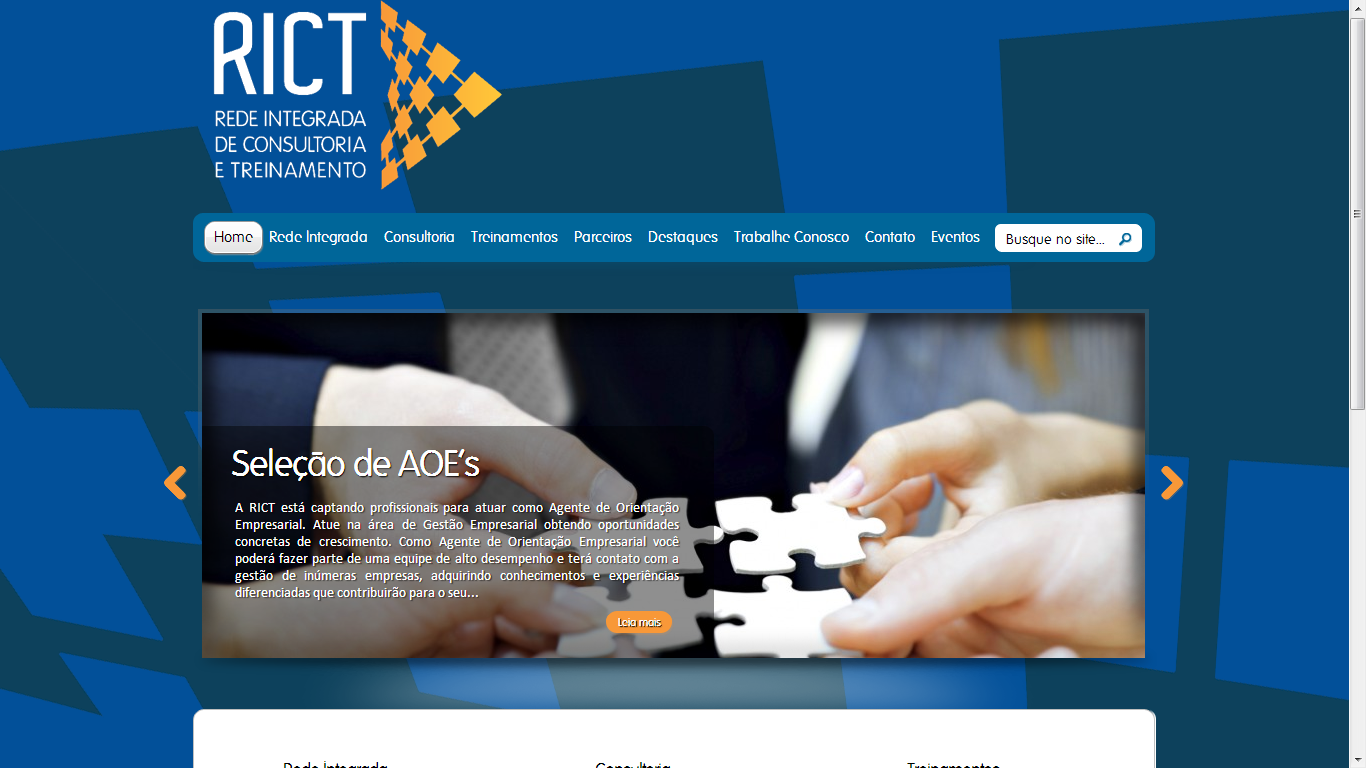 RICT
REDE INTEGRADA
DE CONSULTORIA
E TREINAMENTO
Home Rede Integrada Consultoria Treinamentos Parceiros Destaques Trabalhe Conosco Contato Eventos Busque no site...
Seleção de AOE's
A RICT está captando profissionais para atuar como Agente de Orientação
Empresarial. Atue na área de Gestão Empresarial obtendo oportunidades
concretas de crescimento. Como Agente de Orientação Empresarial você
poderá fazer parte de uma equipe de alto desempenho e terá contato com a
gestão de inúmeras empresas, adquirindo conhecimentos e experiências
diferenciadas que contribuirão para o seu...
Leia mais
Rede Integrada Consultoria Treinamentos